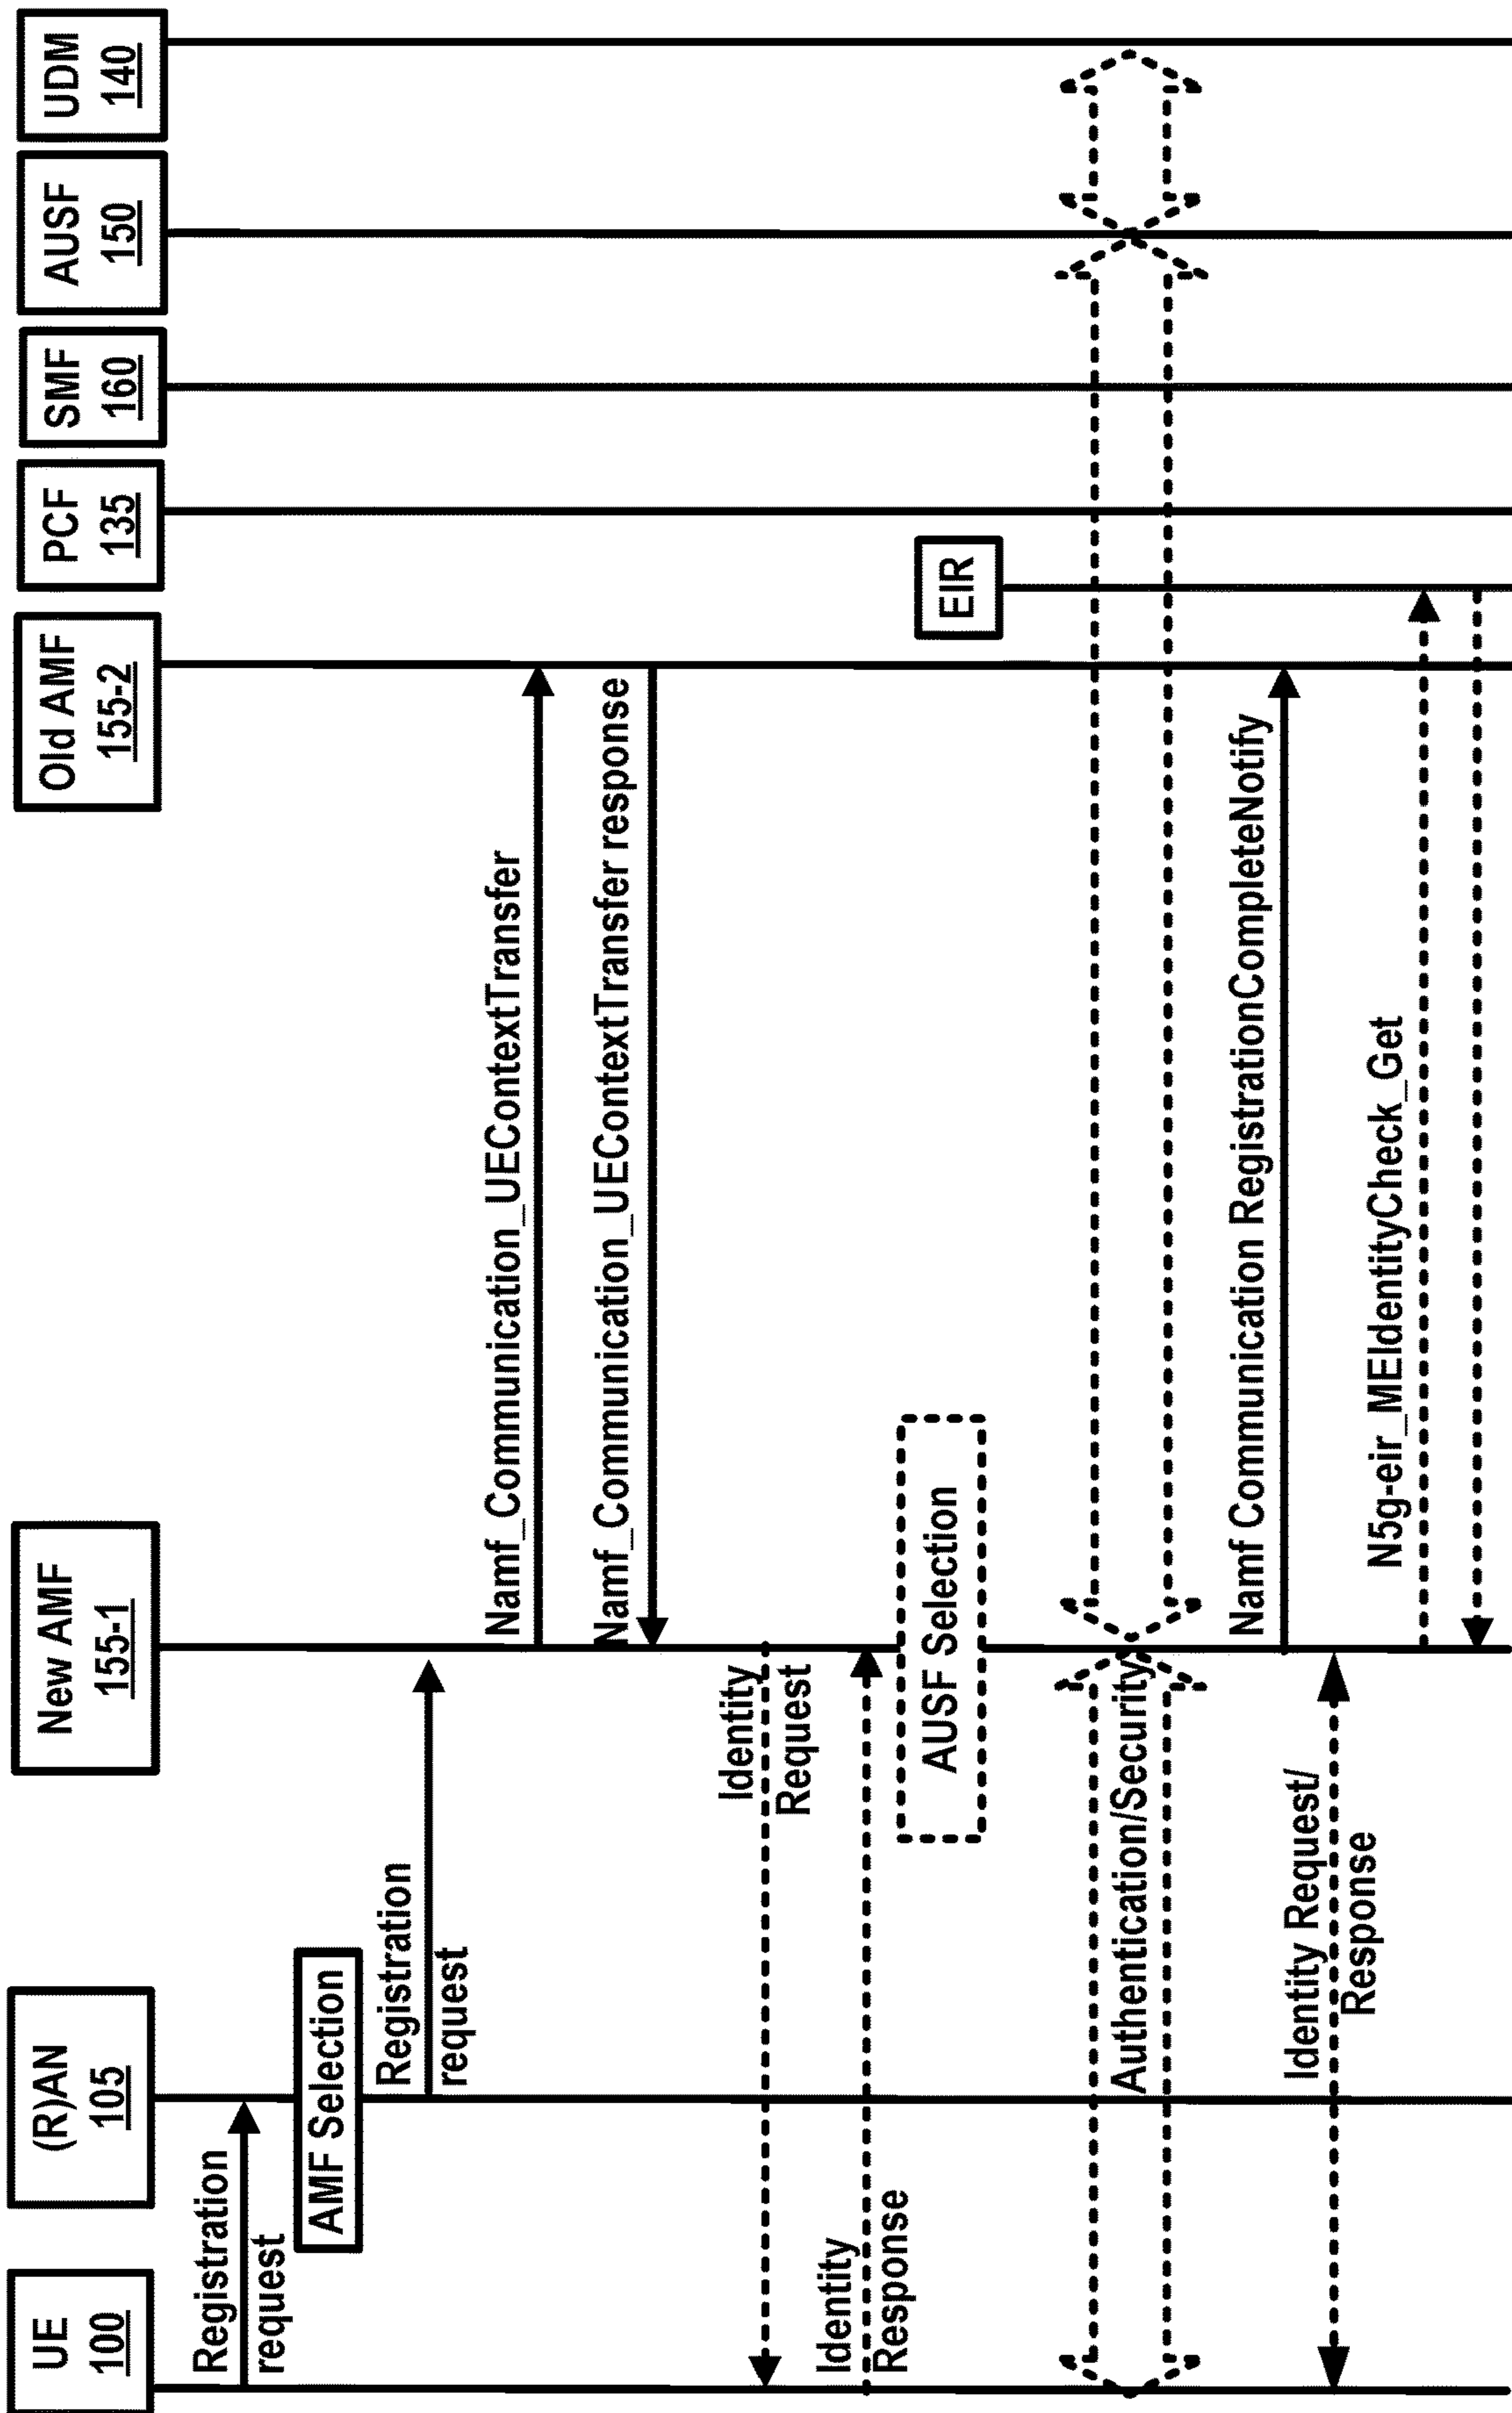 UE
100
(R)AN
105
New AMF
155-1
Old AMF
155-2
PCF
135
SMF
160
AUSF
150
UDM
140
Registration
request
AMF Selection
Registration
request
Namf_Communication_UEContextTransfer
Namf_Communication_UEContextTransfer response
Identity
Request
Identity
Response
AUSF Selection
EIR
Authentication/Security
Namf Communication RegistrationCompleteNotify
Identity Request/
Response
N5g-eir_MEIdentityCheck_Get